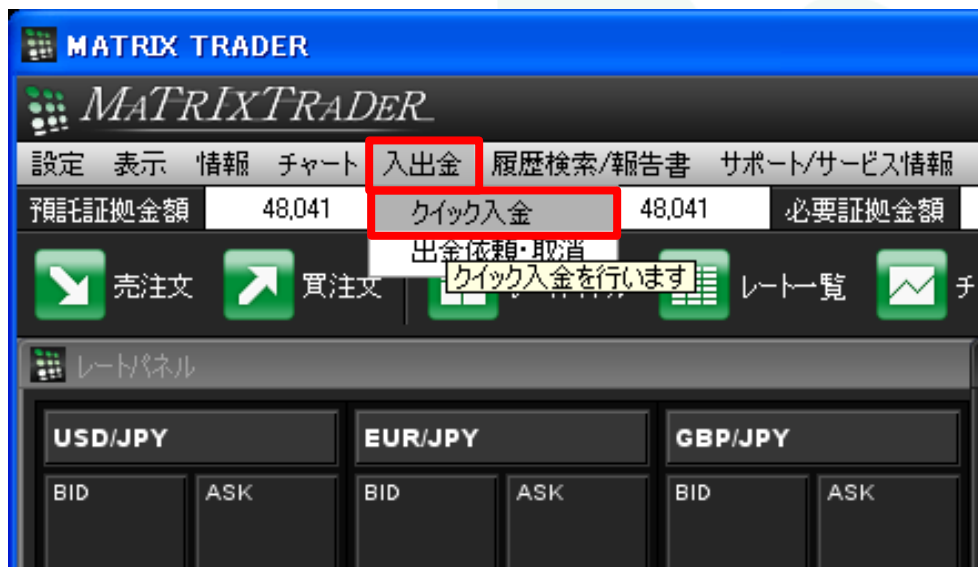 MATRIX TRADER
MATRIXTRADER
設定 表示 情報 チャート 入出金 履歴検索/報告書 サポート/サービス情報
預託証拠金額 48,041 クイック入金 48,041 必要証拠金額
出金依頼・取消
クイック入金を行います
売注文 買注文 レート一覧 チ
レートパネル
USD/JPY EUR/JPY GBP/JPY
BID ASK BID ASK BID ASK